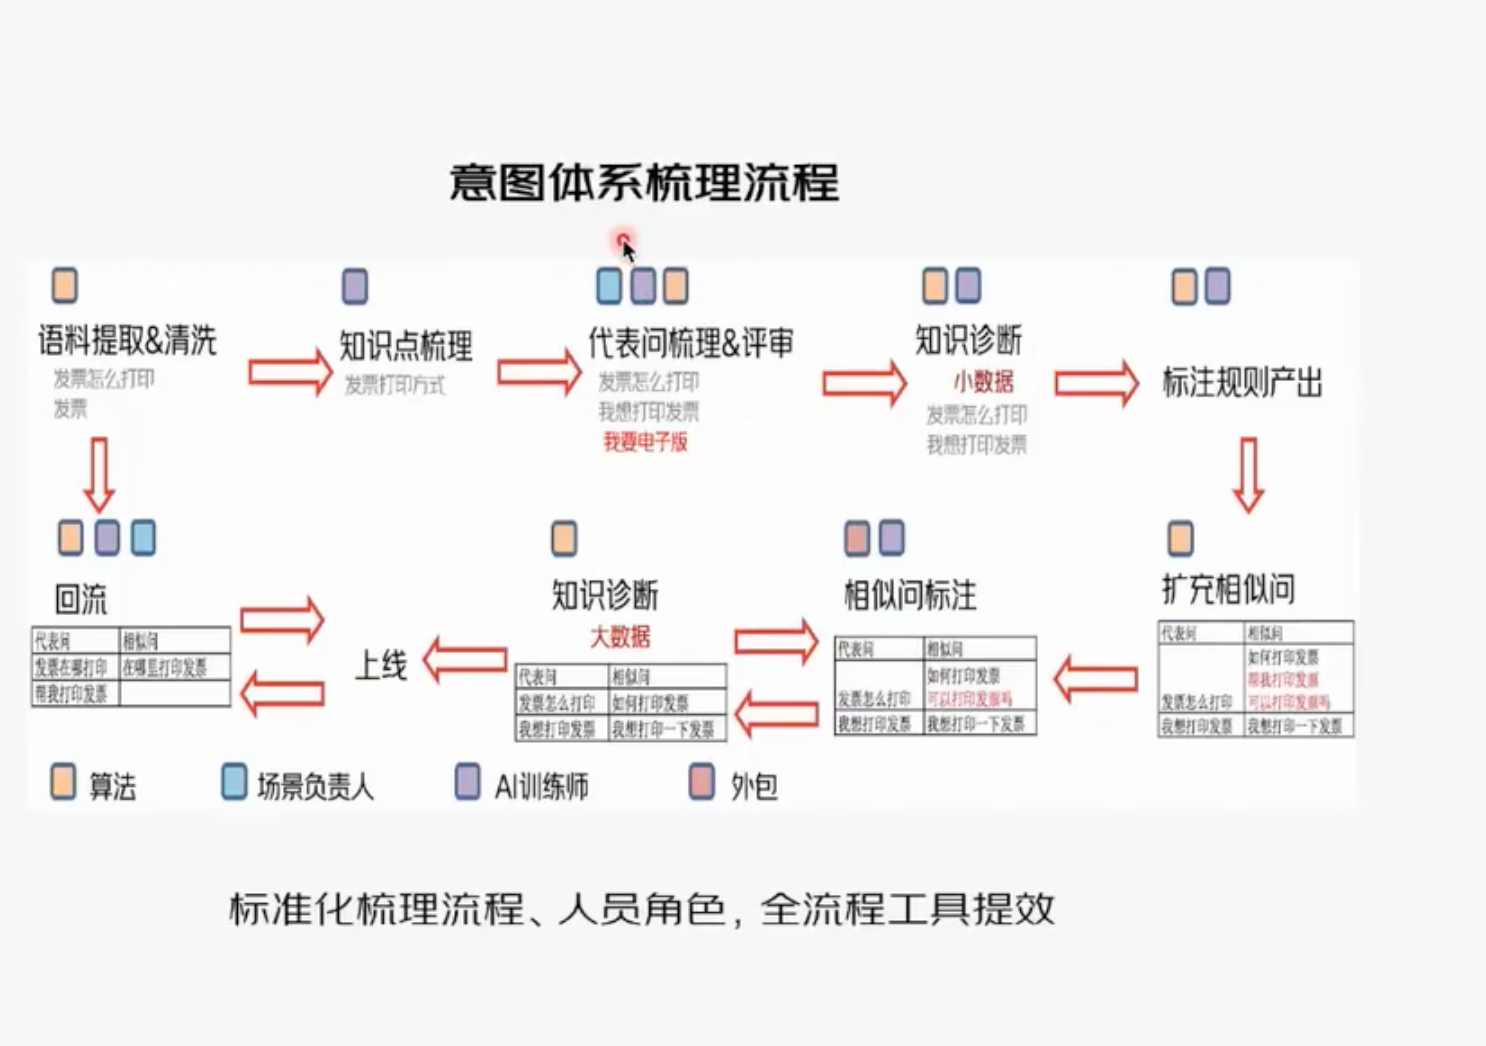 意图体系梳理流程
语料提取&清洗
发票怎么打印
发票
知识点梳理
发票打印方式
代表问梳理&评审
发票怎么打印
我想打印发票
我要电子版
知识诊断
小数据
发票怎么打印
我想打印发票
标注规则产出
回流
代表问 相似问
发票在哪打印 在哪里打印发票
帮我打印发票
上线
知识诊断
大数据
代表问 相似问
发票怎么打印 如何打印发票
我想打印发票 我想打印一下发票
相似问标注
代表问 相似问
如何打印发票
发票怎么打印 可以打印发票吗
我想打印发票 我想打印一下发票
扩充相似问
代表问 相似问
如何打印发票
帮我打印发票
发票怎么打印 可以打印发票吗
我想打印发票 我想打印一下发票
算法 场景负责人 AI训练师 外包
标准化梳理流程、人员角色，全流程工具提效